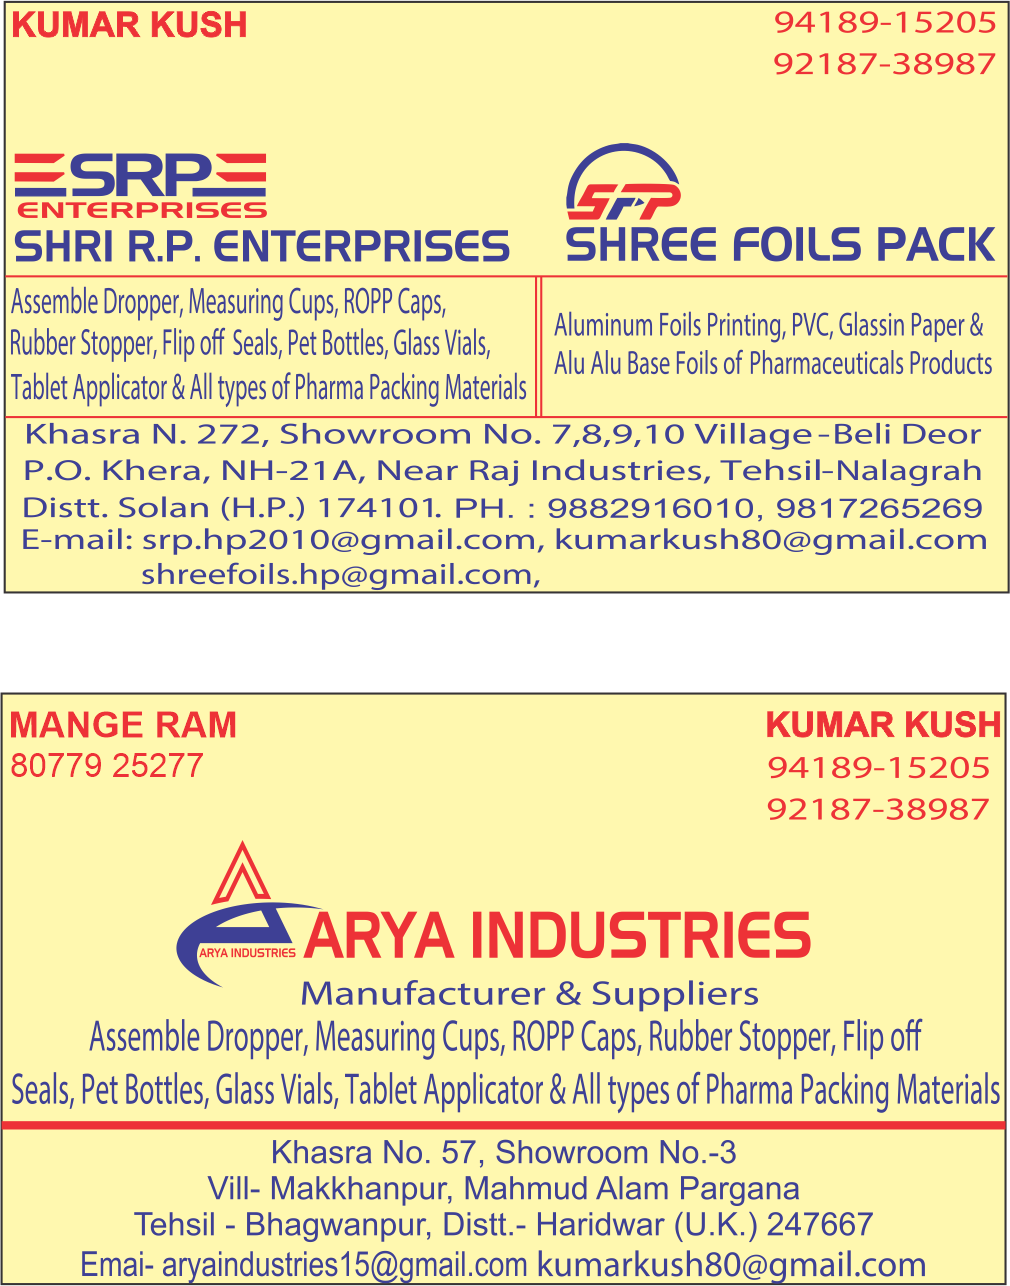 KUMAR KUSH
94189-15205
92187-38987
SRP
ENTERPRISES
SHRI R.P. ENTERPRISES
SFP
SHREE FOILS PACK
Assemble Dropper, Measuring Cups, ROPP Caps,
Rubber Stopper, Flip off Seals, Pet Bottles, Glass Vials,
Tablet Applicator & All types of Pharma Packing Materials
Aluminum Foils Printing, PVC, Glassin Paper &
Alu Alu Base Foils of Pharmaceuticals Products
Khasra N. 272, Showroom No. 7,8,9,10 Village-Beli Deor
P.O. Khera, NH-21A, Near Raj Industries, Tehsil-Nalagrah
Distt. Solan (H.P.) 174101. PH. : 9882916010, 9817265269
E-mail: srp.hp2010@gmail.com, kumarkush80@gmail.com
shreefoils.hp@gmail.com,
MANGE RAM
80779 25277
KUMAR KUSH
94189-15205
92187-38987
ARYA INDUSTRIES
ARYA INDUSTRIES
Manufacturer & Suppliers
Assemble Dropper, Measuring Cups, ROPP Caps, Rubber Stopper, Flip off
Seals, Pet Bottles, Glass Vials, Tablet Applicator & All types of Pharma Packing Materials
Khasra No. 57, Showroom No.-3
Vill- Makkhanpur, Mahmud Alam Pargana
Tehsil - Bhagwanpur, Distt.- Haridwar (U.K.) 247667
Emai- aryaindustries15@gmail.com kumarkush80@gmail.com